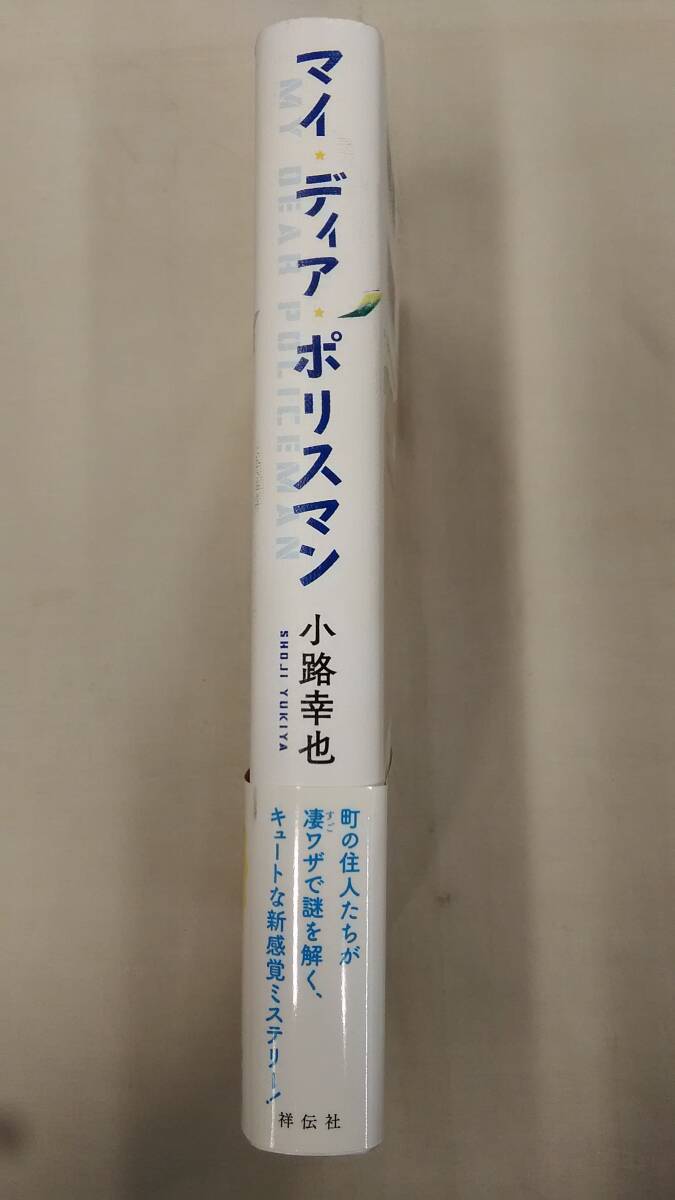 マイ★ディア★ポリスマン
MY DEAR POLICEMAN
小路幸也
SHOJI YUKIYA
町の住人たちが
凄ワザで謎を解く、
すご
キュートな新感覚ミステリー!
祥伝社